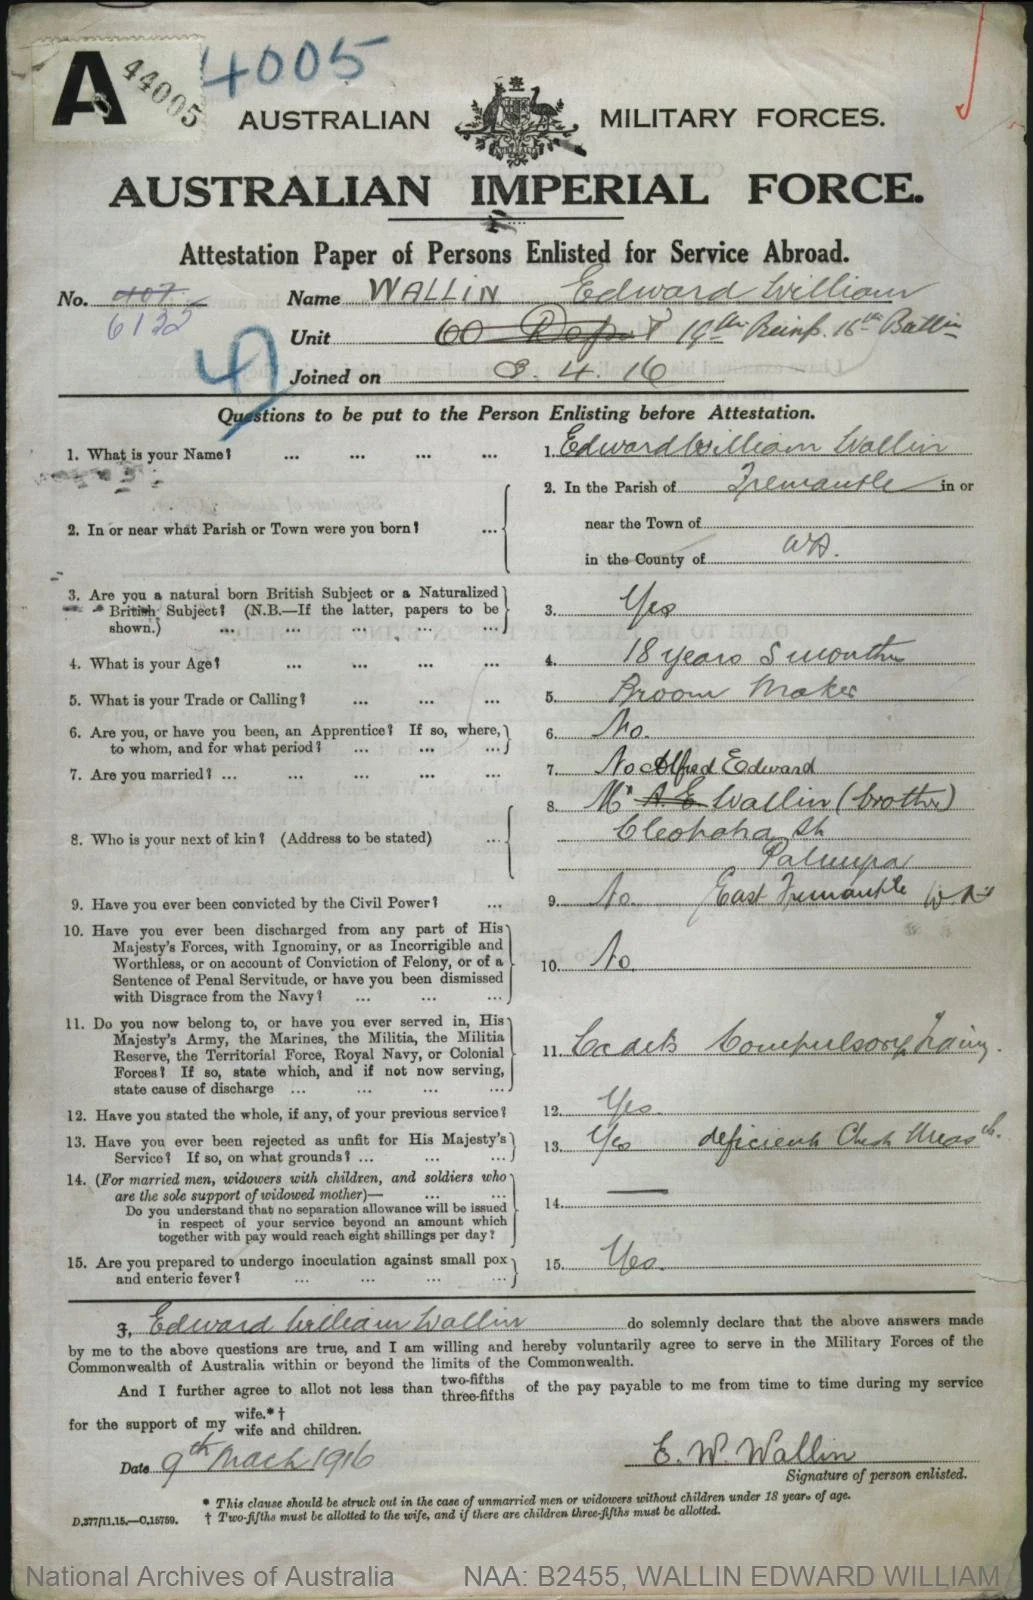 A 44005 4005
AUSTRALIAN MILITARY FORCES.
AUSTRALIAN IMPERIAL FORCE.
Attestation Paper of Persons Enlisted for Service Abroad.
No. 407 Name WALLIN Edward William
6132
Unit 60 Depot 19th Reinf. 16th Battln
Joined on 8. 4. 16
Questions to be put to the Person Enlisting before Attestation.
1. What is your Name? ... ... ... ... 1. Edward William Wallin
2. In or near what Parish or Town were you born? ... 2. In the Parish of Fremantle in or
near the Town of
in the County of WA.
3. Are you a natural born British Subject or a Naturalized
British Subject? (N.B.—If the latter, papers to be
shown.) ... ... ... ... ... 3. Yes
4. What is your Age? ... ... ... ... 4. 18 years 5 months
5. What is your Trade or Calling? ... ... ... 5. Broom Maker
6. Are you, or have you been, an Apprentice? If so, where,
to whom, and for what period? ... ... ... 6. No.
7. Are you married? ... ... ... ... ... 7. No Alfred Edward
8. Who is your next of kin? (Address to be stated) ... 8. Mr A. E. Wallin (brother)
St
Palmyra
East Fremantle W.A
9. Have you ever been convicted by the Civil Power? ... 9. No.
10. Have you ever been discharged from any part of His
Majesty's Forces, with Ignominy, or as Incorrigible and
Worthless, or on account of Conviction of Felony, or of a
Sentence of Penal Servitude, or have you been dismissed
with Disgrace from the Navy? ... ... ... 10. No.
11. Do you now belong to, or have you ever served in, His
Majesty's Army, the Marines, the Militia, the Militia
Reserve, the Territorial Force, Royal Navy, or Colonial
Forces? If so, state which, and if not now serving,
state cause of discharge ... ... ... ... 11. Cadets Compulsory Traing.
12. Have you stated the whole, if any, of your previous service? 12. Yes.
13. Have you ever been rejected as unfit for His Majesty's
Service? If so, on what grounds? ... ... ... 13. Yes deficient Chest
14. (For married men, widowers with children, and soldiers who
are the sole support of widowed mother)— ... ...
Do you understand that no separation allowance will be issued
in respect of your service beyond an amount which
together with pay would reach eight shillings per day? 14. —
15. Are you prepared to undergo inoculation against small pox
and enteric fever? ... ... ... ... 15. Yes.
I, Edward William Wallin do solemnly declare that the above answers made
by me to the above questions are true, and I am willing and hereby voluntarily agree to serve in the Military Forces of the
Commonwealth of Australia within or beyond the limits of the Commonwealth.
And I further agree to allot not less than two-fifths three-fifths of the pay payable to me from time to time during my service
for the support of my wife.*† wife and children.
Date 9th Mach 1916
E. W. Wallin
Signature of person enlisted.
* This clause should be struck out in the case of unmarried men or widowers without children under 18 years of age.
D.377/11.15.—C.15759. † Two-fifths must be allotted to the wife, and if there are children three-fifths must be allotted.
National Archives of Australia NAA: B2455, WALLIN EDWARD WILLIAM